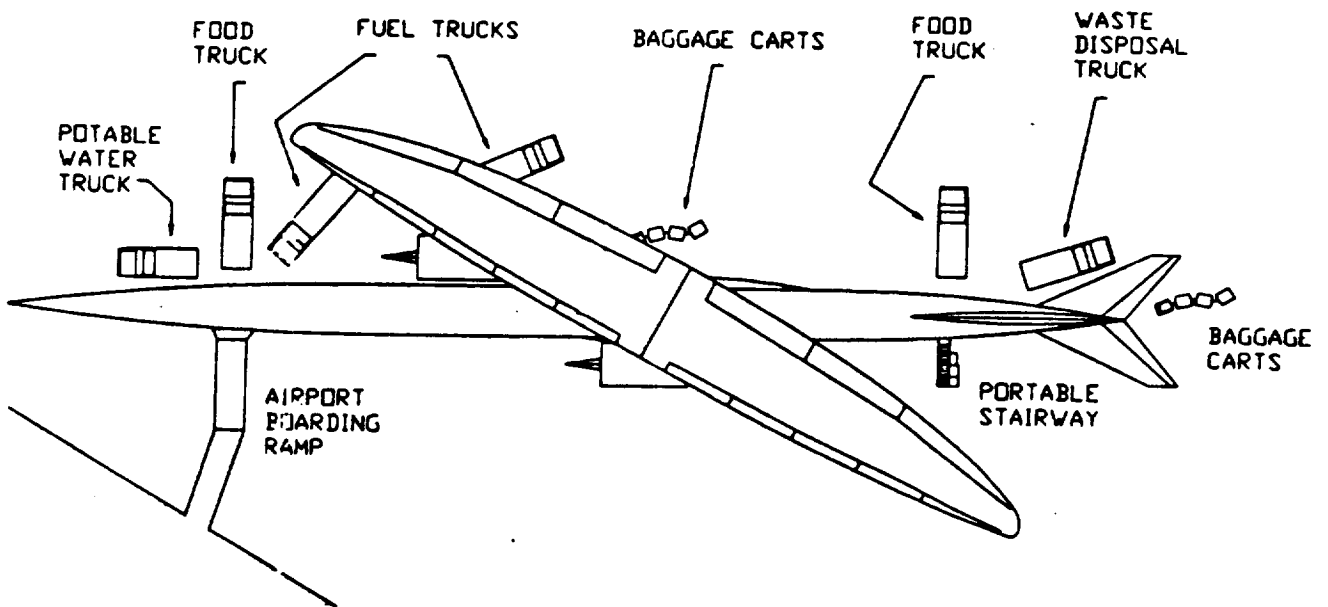 FOOD
TRUCK
FUEL TRUCKS
BAGGAGE CARTS
FOOD
TRUCK
WASTE
DISPOSAL
TRUCK
POTABLE
WATER
TRUCK
AIRPORT
BOARDING
RAMP
PORTABLE
STAIRWAY
BAGGAGE
CARTS